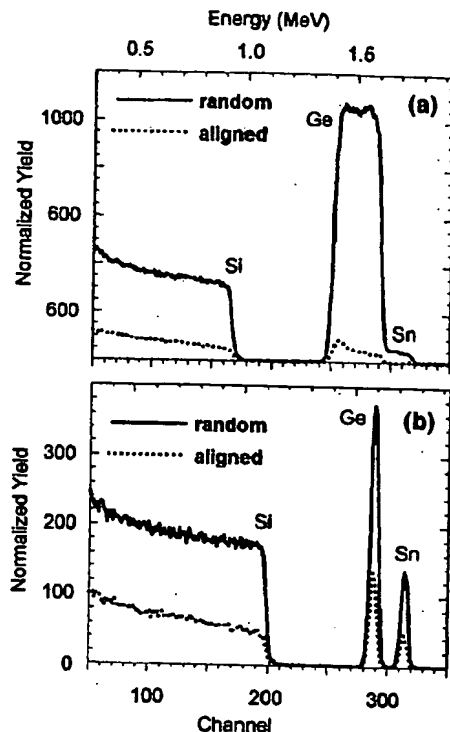 Energy (MeV)
0.5 1.0 1.6
Normalized Yield
1000
600
600
random
aligned
(a)
Ge
Si
Sn
Normalized Yield
300
200
100
0
random
aligned
(b)
Ge
Si
Sn
100 200 300
Channel